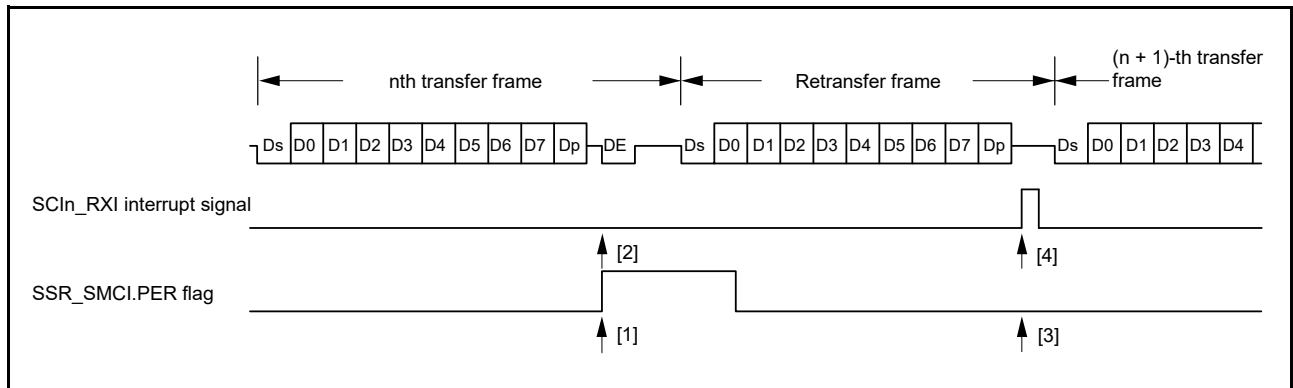 (n + 1)-th transfer
nth transfer frame Retransfer frame frame
Ds D0 D1 D2 D3 D4 D5 D6 D7 Dp DE Ds D0 D1 D2 D3 D4 D5 D6 D7 Dp Ds D0 D1 D2 D3 D4
SCIn_RXI interrupt signal
[2] [4]
SSR_SMCI.PER flag
[1] [3]